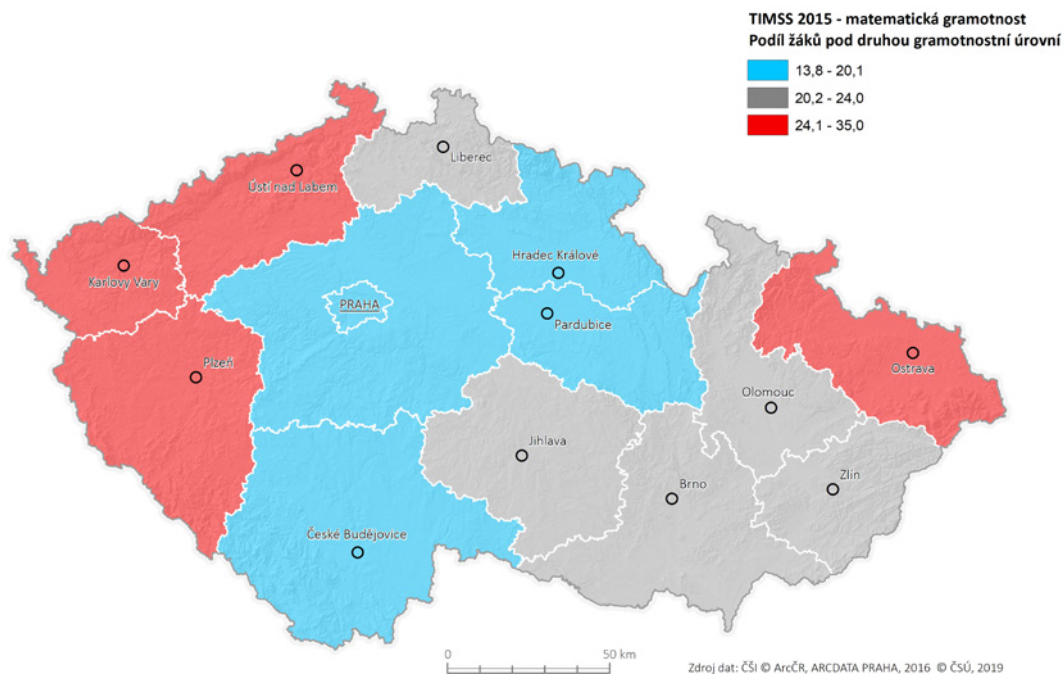 TIMSS 2015 - matematická gramotnost
Podíl žáků pod druhou gramotnostní úrovní
13,8 - 20,1
20,2 - 24,0
24,1 - 35,0
Liberec
Ústí nad Labem
Hradec Králové
Karlovy Vary
PRAHA
Pardubice
Plzeň
Ostrava
Olomouc
Jihlava
Zlín
Brno
České Budějovice
0 50 km
Zdroj dat: ČŠI © ArcČR, ARCDATA PRAHA, 2016 © ČSÚ, 2019